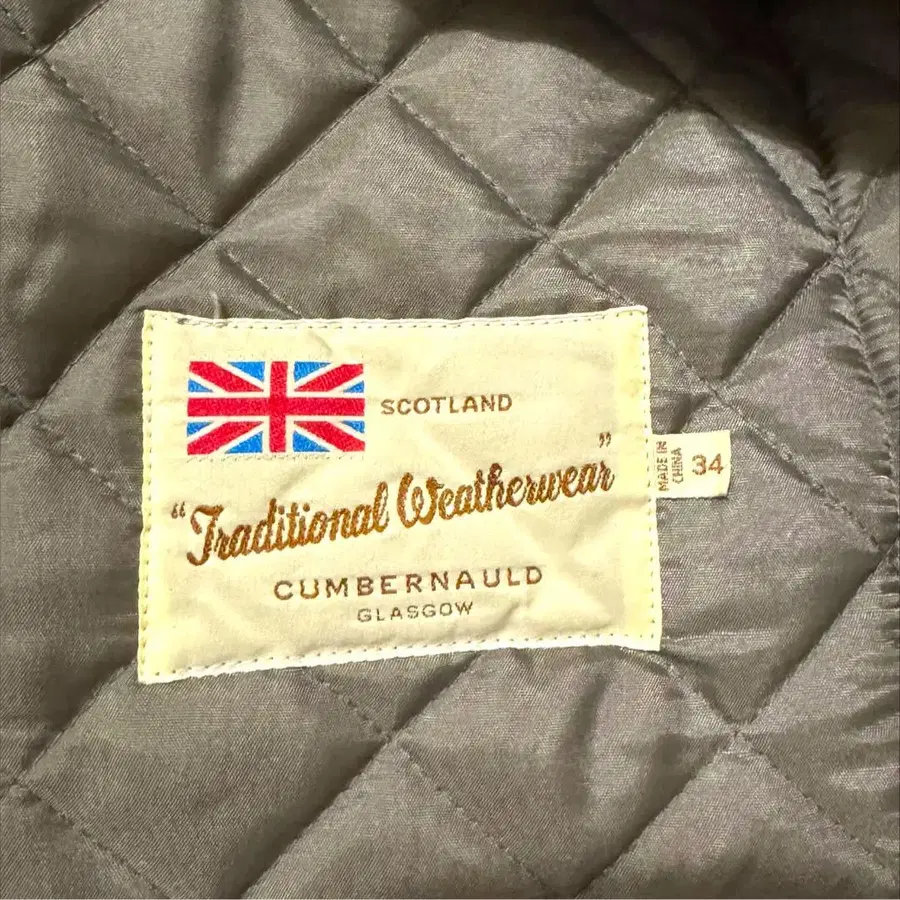 SCOTLAND
"Traditional Weatherwear"
CUMBERNAULD
GLASGOW
MADE IN
CHINA
34